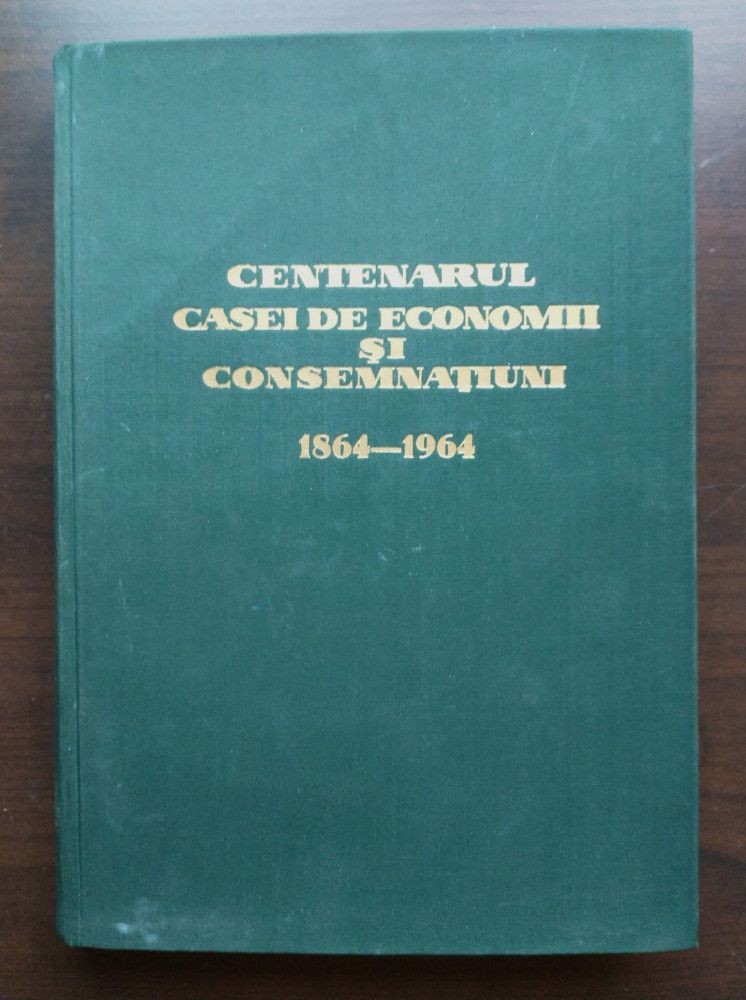 CENTENARUL
CASEI DE ECONOMII
ŞI
CONSEMNAŢIUNI
1864—1964